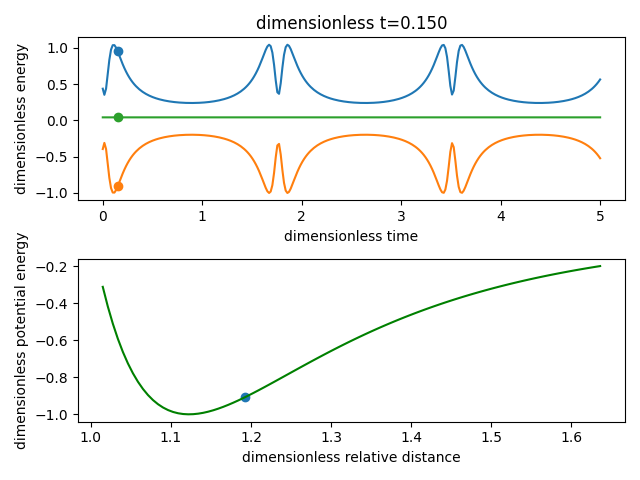 dimensionless t=0.150
dimensionless energy
1.0
0.5
0.0
−0.5
−1.0
0 1 2 3 4 5
dimensionless time
dimensionless potential energy
−0.2
−0.4
−0.6
−0.8
−1.0
1.0 1.1 1.2 1.3 1.4 1.5 1.6
dimensionless relative distance